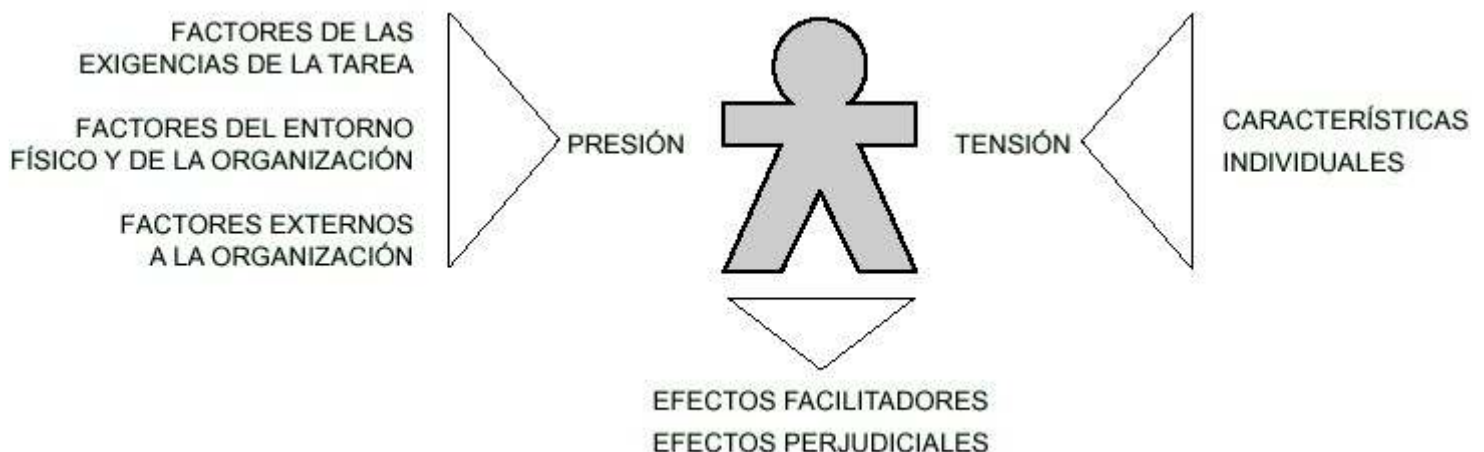 FACTORES DE LAS
EXIGENCIAS DE LA TAREA
FACTORES DEL ENTORNO
FÍSICO Y DE LA ORGANIZACIÓN
FACTORES EXTERNOS
A LA ORGANIZACIÓN
PRESIÓN
TENSIÓN
CARACTERÍSTICAS
INDIVIDUALES
EFECTOS FACILITADORES
EFECTOS PERJUDICIALES